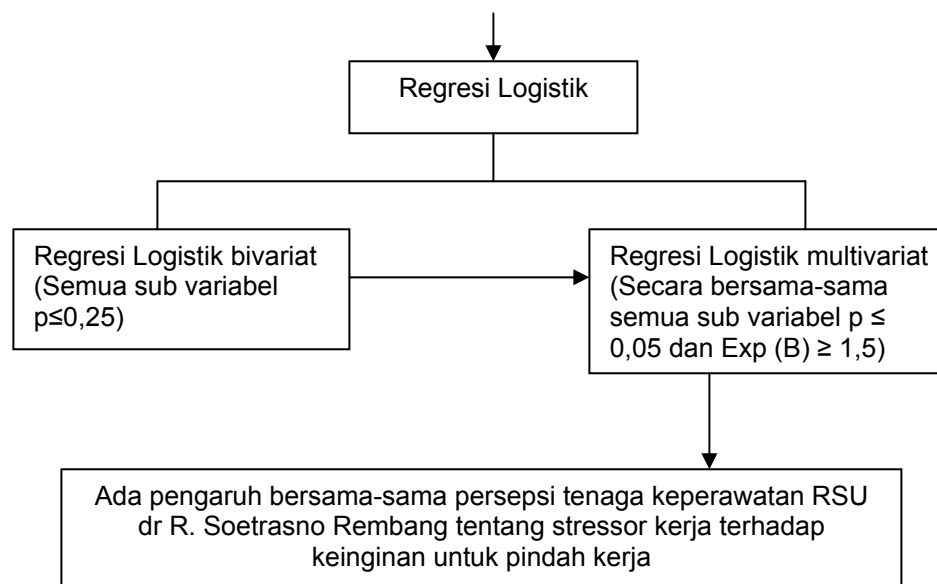 Regresi Logistik
Regresi Logistik bivariat
(Semua sub variabel
p≤0,25)
Regresi Logistik multivariat
(Secara bersama-sama
semua sub variabel p ≤
0,05 dan Exp (B) ≥ 1,5)
Ada pengaruh bersama-sama persepsi tenaga keperawatan RSU
dr R. Soetrasno Rembang tentang stressor kerja terhadap
keinginan untuk pindah kerja